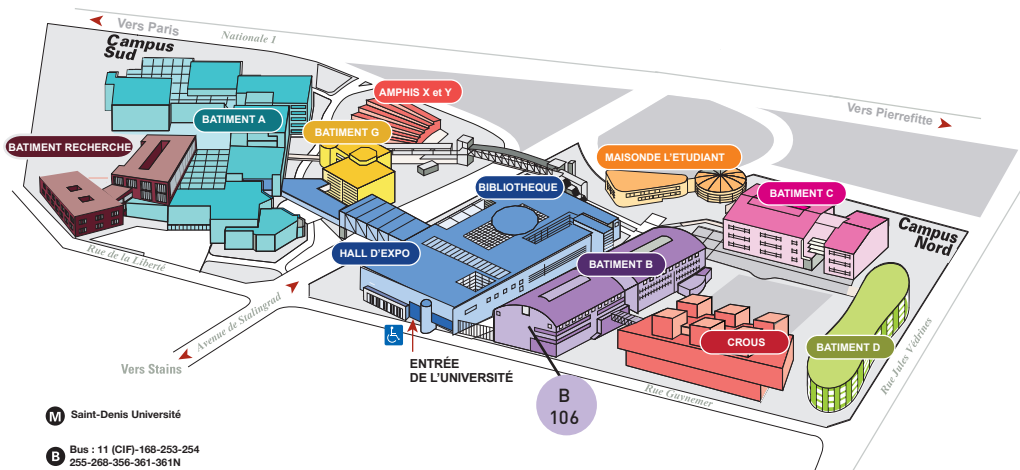 Vers Paris
Nationale 1
Campus
Sud
AMPHIS X et Y
Vers Pierrefitte
BATIMENT A
BATIMENT G
BATIMENT RECHERCHE
MAISONDE L'ETUDIANT
BIBLIOTHEQUE
BATIMENT C
Campus
Nord
Rue de la Liberté
HALL D'EXPO
BATIMENT B
Avenue de Stalingrad
CROUS
BATIMENT D
Rue Jules Védrines
ENTRÉE
DE L'UNIVERSITÉ
Vers Stains
Rue Guynemer
B
106
M Saint-Denis Université
B Bus : 11 (CIF)-168-253-254
255-268-356-361-361N